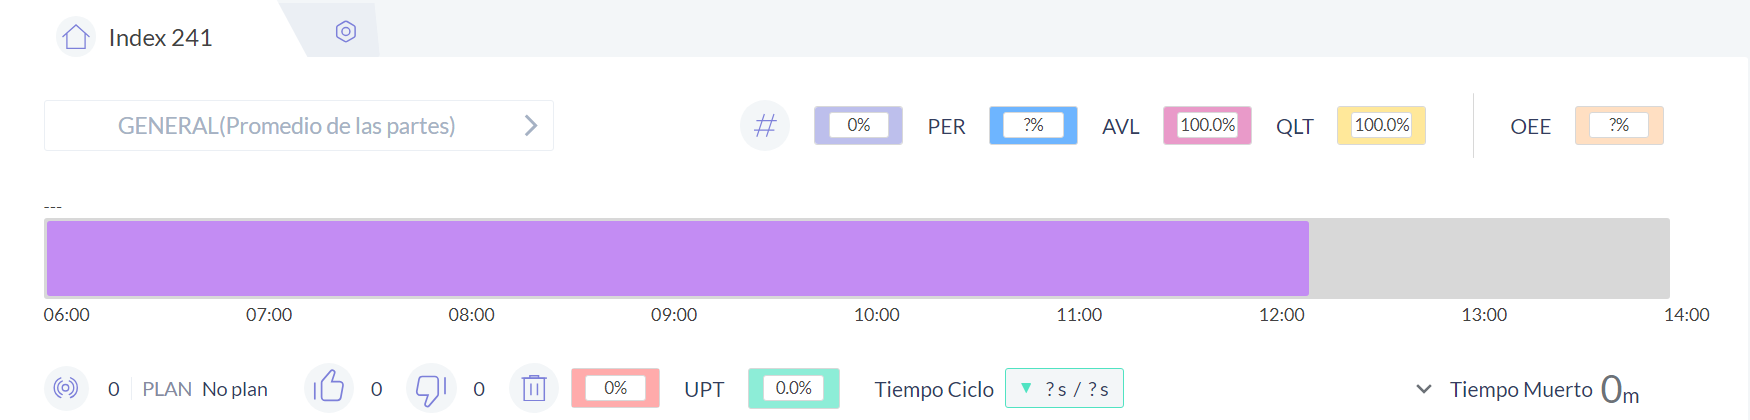 Index 241
GENERAL(Promedio de las partes)
# 0% PER ?% AVL 100.0% QLT 100.0% OEE ?%
---
06:00 07:00 08:00 09:00 10:00 11:00 12:00 13:00 14:00
0 PLAN No plan 0 0 0% UPT 0.0% Tiempo Ciclo ▼ ?s / ?s Tiempo Muerto 0m